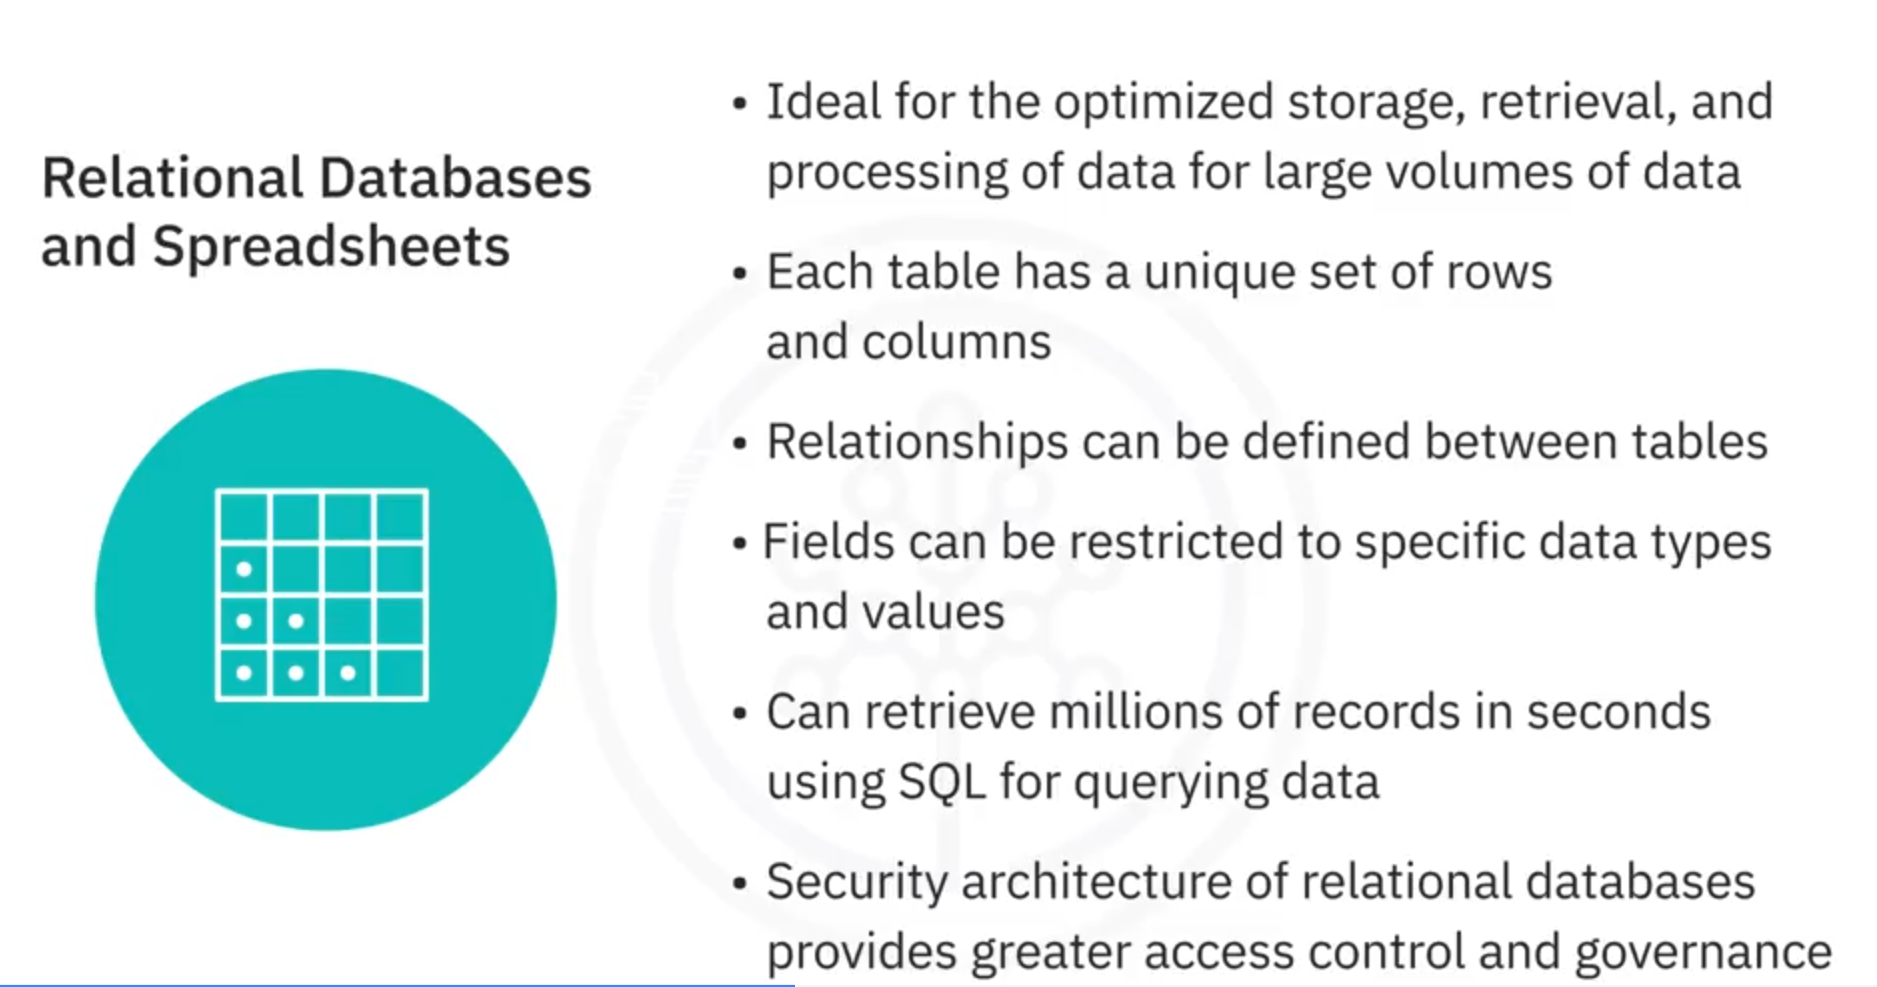 Relational Databases
and Spreadsheets
• Ideal for the optimized storage, retrieval, and
processing of data for large volumes of data
• Each table has a unique set of rows
and columns
• Relationships can be defined between tables
• Fields can be restricted to specific data types
and values
• Can retrieve millions of records in seconds
using SQL for querying data
• Security architecture of relational databases
provides greater access control and governance